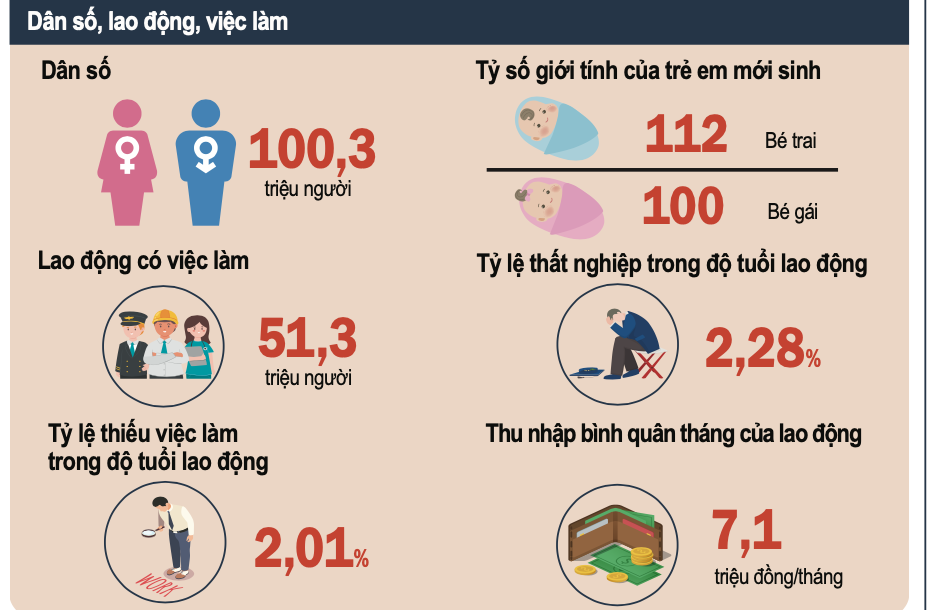 Dân số, lao động, việc làm
Dân số
100,3
triệu người
Tỷ số giới tính của trẻ em mới sinh
112 Bé trai
100 Bé gái
Lao động có việc làm
51,3
triệu người
Tỷ lệ thất nghiệp trong độ tuổi lao động
2,28%
Tỷ lệ thiếu việc làm
trong độ tuổi lao động
WORK
2,01%
Thu nhập bình quân tháng của lao động
7,1
triệu đồng/tháng